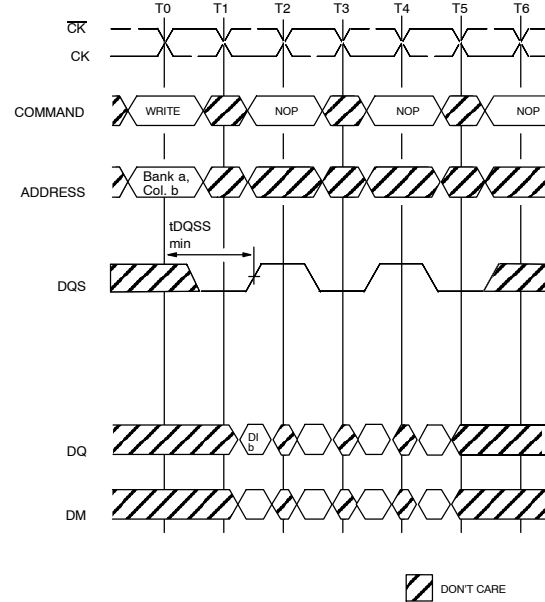 T0 T1 T2 T3 T4 T5 T6
CK
CK
COMMAND
WRITE NOP NOP NOP
ADDRESS
Bank a,
Col. b
tDQSS
min
DQS
DQ
DI
b
DM
DON'T CARE